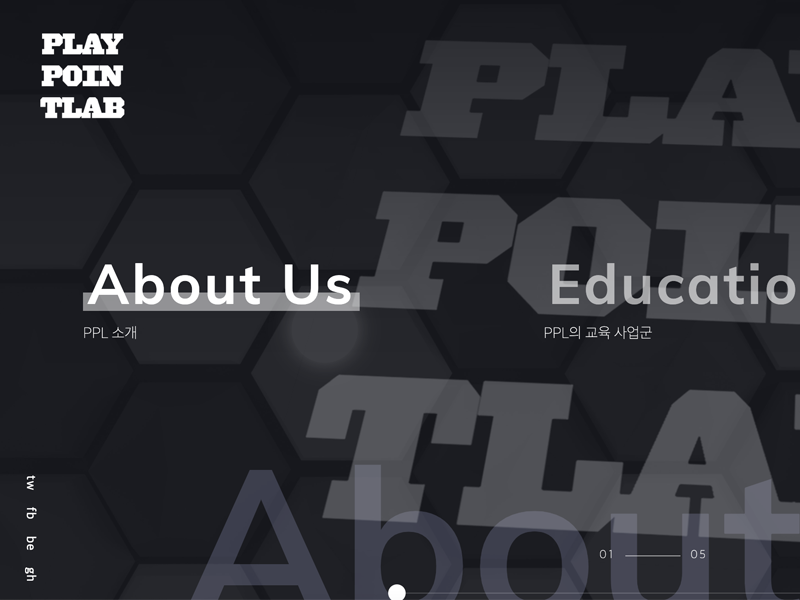 PLAY
POIN
TLAB
PLA
POIN
TLA
About Us
Educatio
PPL 소개
PPL의 교육 사업군
About
tw fb be gh
01 05